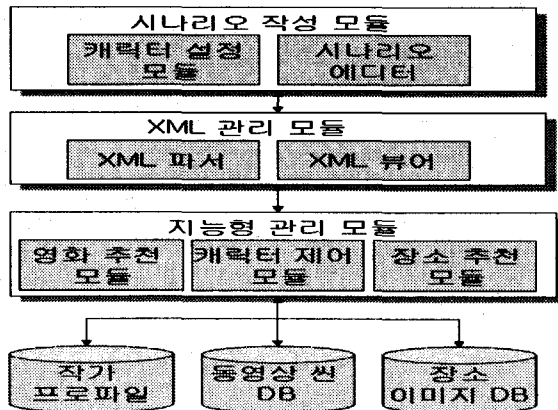 시나리오 작성 모듈
캐릭터 설정
모듈
시나리오
에디터
XML 관리 모듈
XML 파서
XML 뷰어
지능형 관리 모듈
영화 추천
모듈
캐릭터 제어
모듈
장소 추천
모듈
작가
프로파일
동영상 씬
DB
장소
이미지 DB